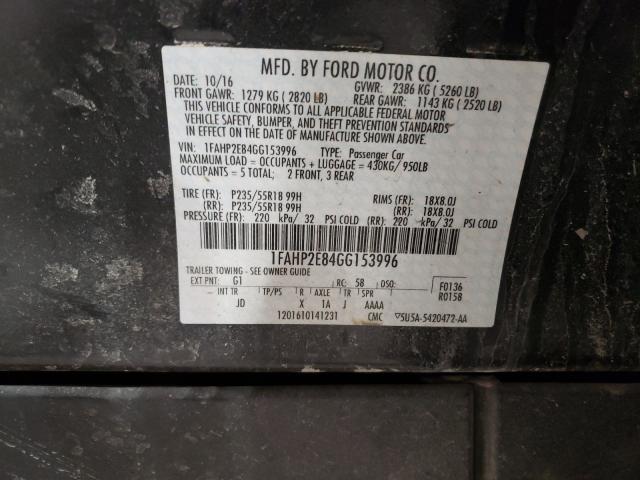 MFD. BY FORD MOTOR CO.
DATE: 10/16 GVWR: 2386 KG ( 5260 LB)
FRONT GAWR: 1279 KG ( 2820 LB) REAR GAWR: 1143 KG ( 2520 LB)
THIS VEHICLE CONFORMS TO ALL APPLICABLE FEDERAL MOTOR
VEHICLE SAFETY, BUMPER, AND THEFT PREVENTION STANDARDS
IN EFFECT ON THE DATE OF MANUFACTURE SHOWN ABOVE.
VIN: 1FAHP2E84GG153996 TYPE: Passenger Car
MAXIMUM LOAD = OCCUPANTS + LUGGAGE = 430KG/ 950LB
OCCUPANTS = 5 TOTAL; 2 FRONT, 3 REAR
TIRE (FR): P235/55R18 99H RIMS (FR): 18X8.0J
(RR): P235/55R18 99H (RR): 18X8.0J
PRESSURE (FR): 220 kPa/ 32 PSI COLD (RR): 220 kPa/ 32 PSI COLD
1FAHP2E84GG153996
TRAILER TOWING - SEE OWNER GUIDE
EXT PNT: G1 RC: 58 DSO: F0136
INT TR TP/PS R AXLE TR SPR R0158
JD X 1A J AAAA
1201610141231 CMC ▽5U5A-5420472-AA